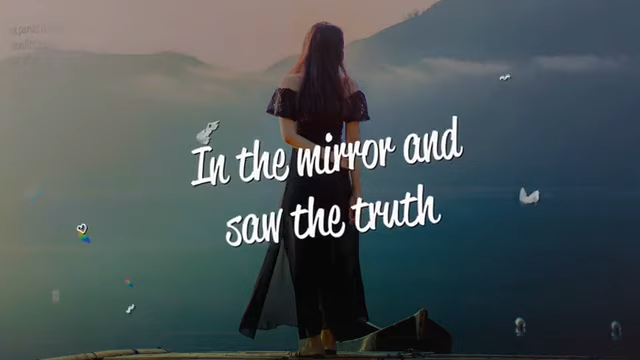 In the mirror and
saw the truth